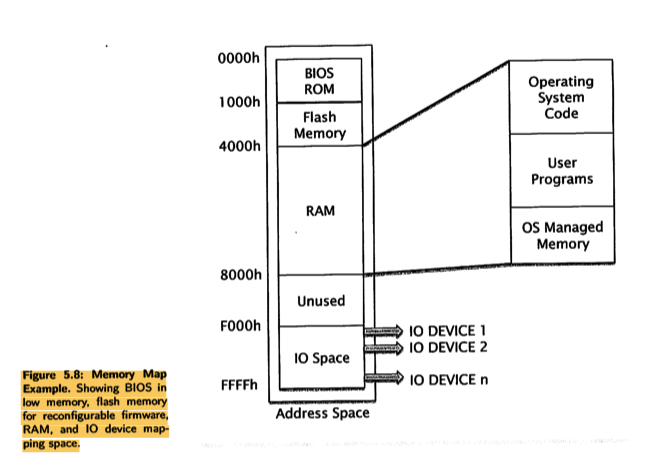 0000h
BIOS
ROM
1000h
Flash
Memory
4000h
RAM
8000h
Unused
F000h
IO Space
FFFFh
Address Space
Operating
System
Code
User
Programs
OS Managed
Memory
IO DEVICE 1
IO DEVICE 2
IO DEVICE n
Figure 5.8: Memory Map
Example. Showing BIOS in
low memory, flash memory
for reconfigurable firmware,
RAM, and IO device map-
ping space.